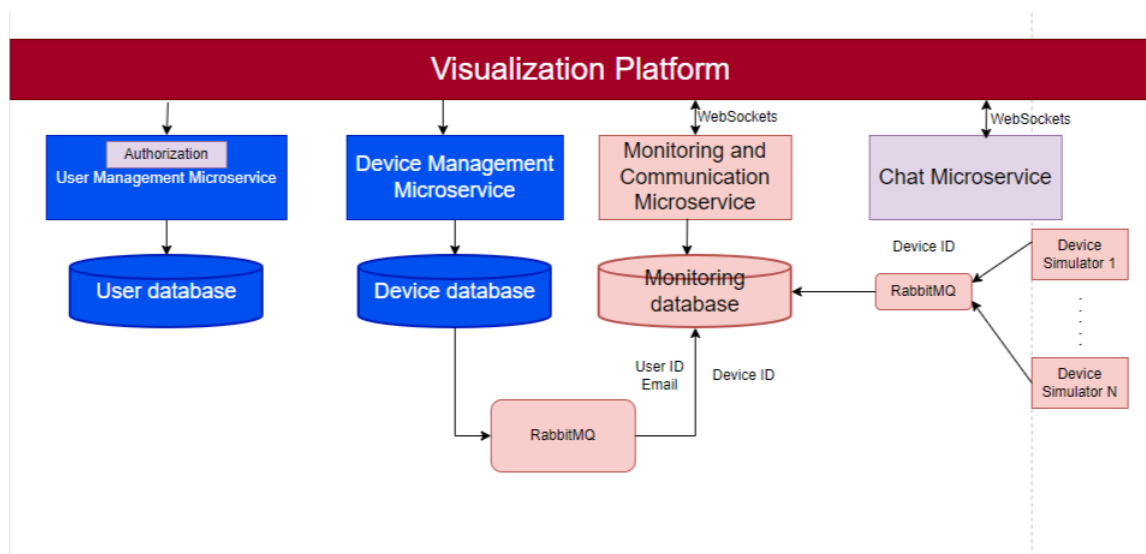 Visualization Platform
WebSockets
WebSockets
Authorization
User Management Microservice
Device Management
Microservice
Monitoring and
Communication
Microservice
Chat Microservice
User database
Device database
Monitoring
database
Device ID
RabbitMQ
Device
Simulator 1
User ID
Email
Device ID
Device
Simulator N
RabbitMQ